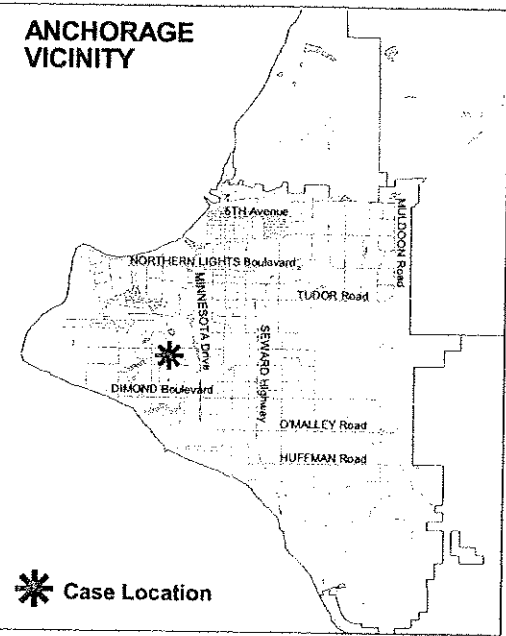 ANCHORAGE
VICINITY
6TH Avenue
MULDOON Road
NORTHERN LIGHTS Boulavard
TUDOR Road
MINNESOTA Drive
SEWARD Highway
DIMOND Boulevard
O'MALLEY Road
HUFFMAN Road
Case Location